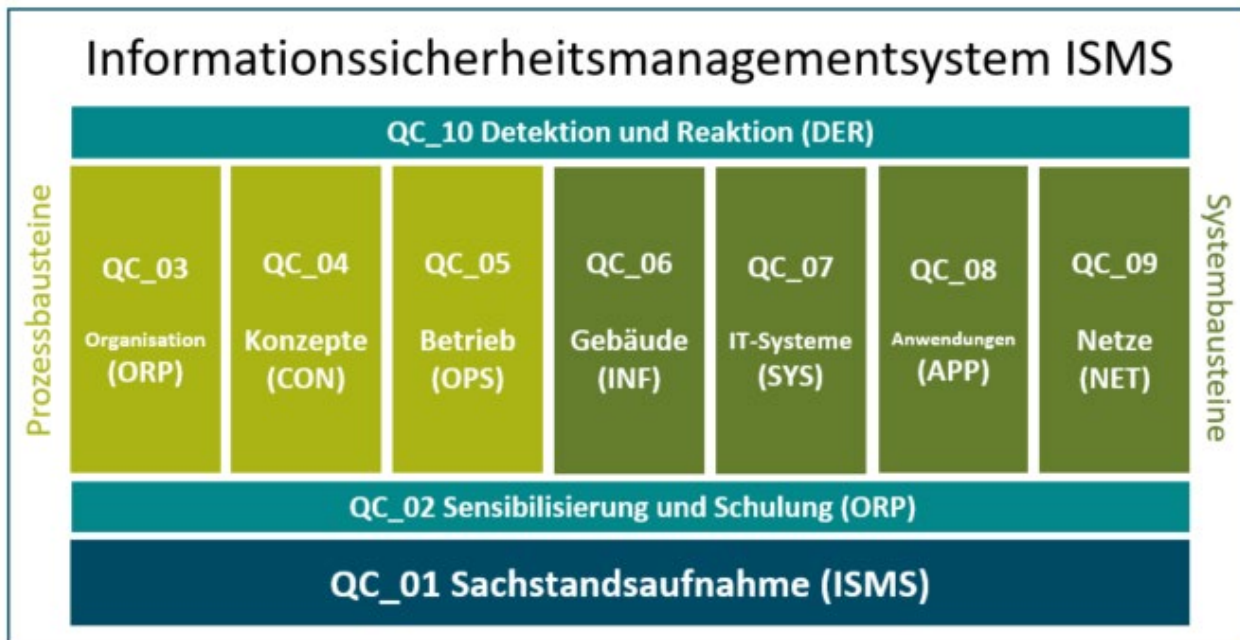 Informationssicherheitsmanagementsystem ISMS
QC_10 Detektion und Reaktion (DER)
Prozessbausteine
QC_03
Organisation
(ORP)
QC_04
Konzepte
(CON)
QC_05
Betrieb
(OPS)
QC_06
Gebäude
(INF)
QC_07
IT-Systeme
(SYS)
QC_08
Anwendungen
(APP)
QC_09
Netze
(NET)
Systembausteine
QC_02 Sensibilisierung und Schulung (ORP)
QC_01 Sachstandsaufnahme (ISMS)